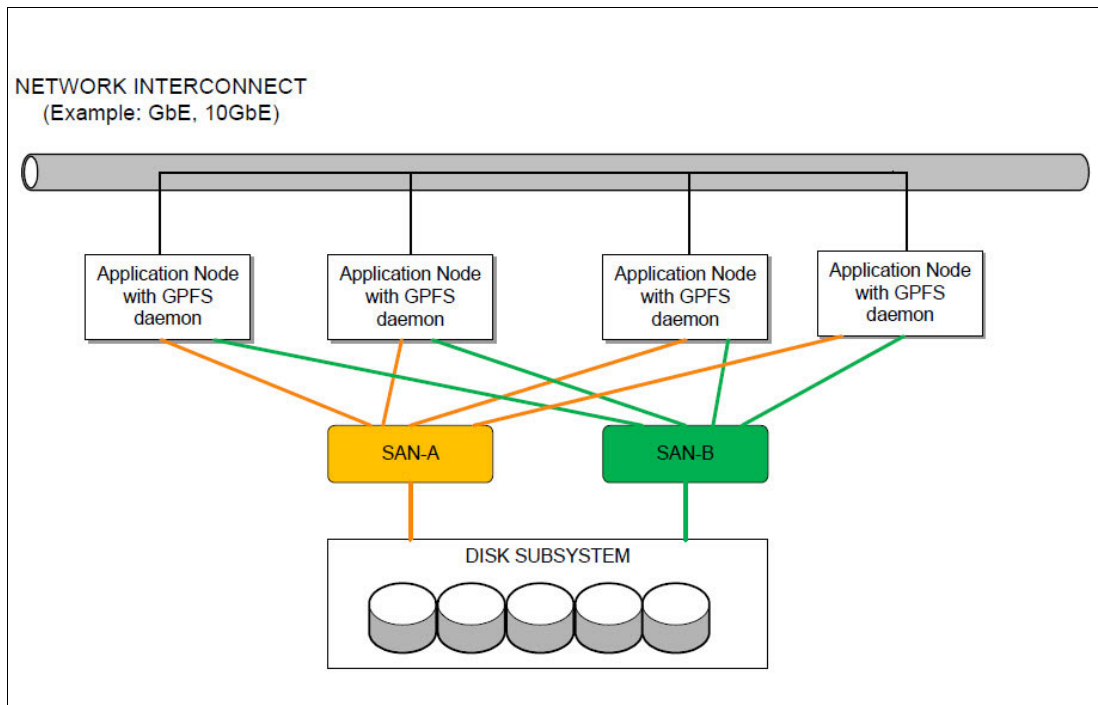 NETWORK INTERCONNECT
(Example: GbE, 10GbE)
Application Node
with GPFS
daemon
Application Node
with GPFS
daemon
Application Node
with GPFS
daemon
Application Node
with GPFS
daemon
SAN-A
SAN-B
DISK SUBSYSTEM